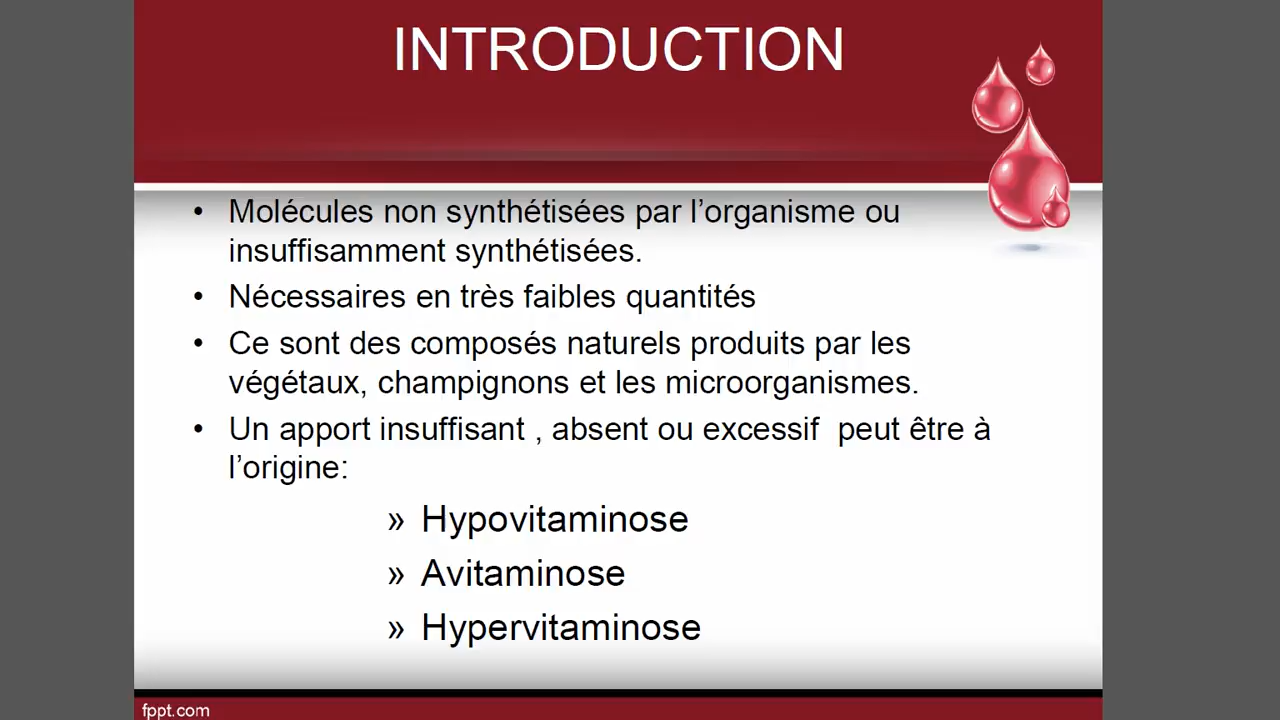 INTRODUCTION
• Molécules non synthétisées par l’organisme ou
insuffisamment synthétisées.
• Nécessaires en très faibles quantités
• Ce sont des composés naturels produits par les
végétaux, champignons et les microorganismes.
• Un apport insuffisant , absent ou excessif  peut être à
l’origine:
» Hypovitaminose
» Avitaminose
» Hypervitaminose
fppt.com